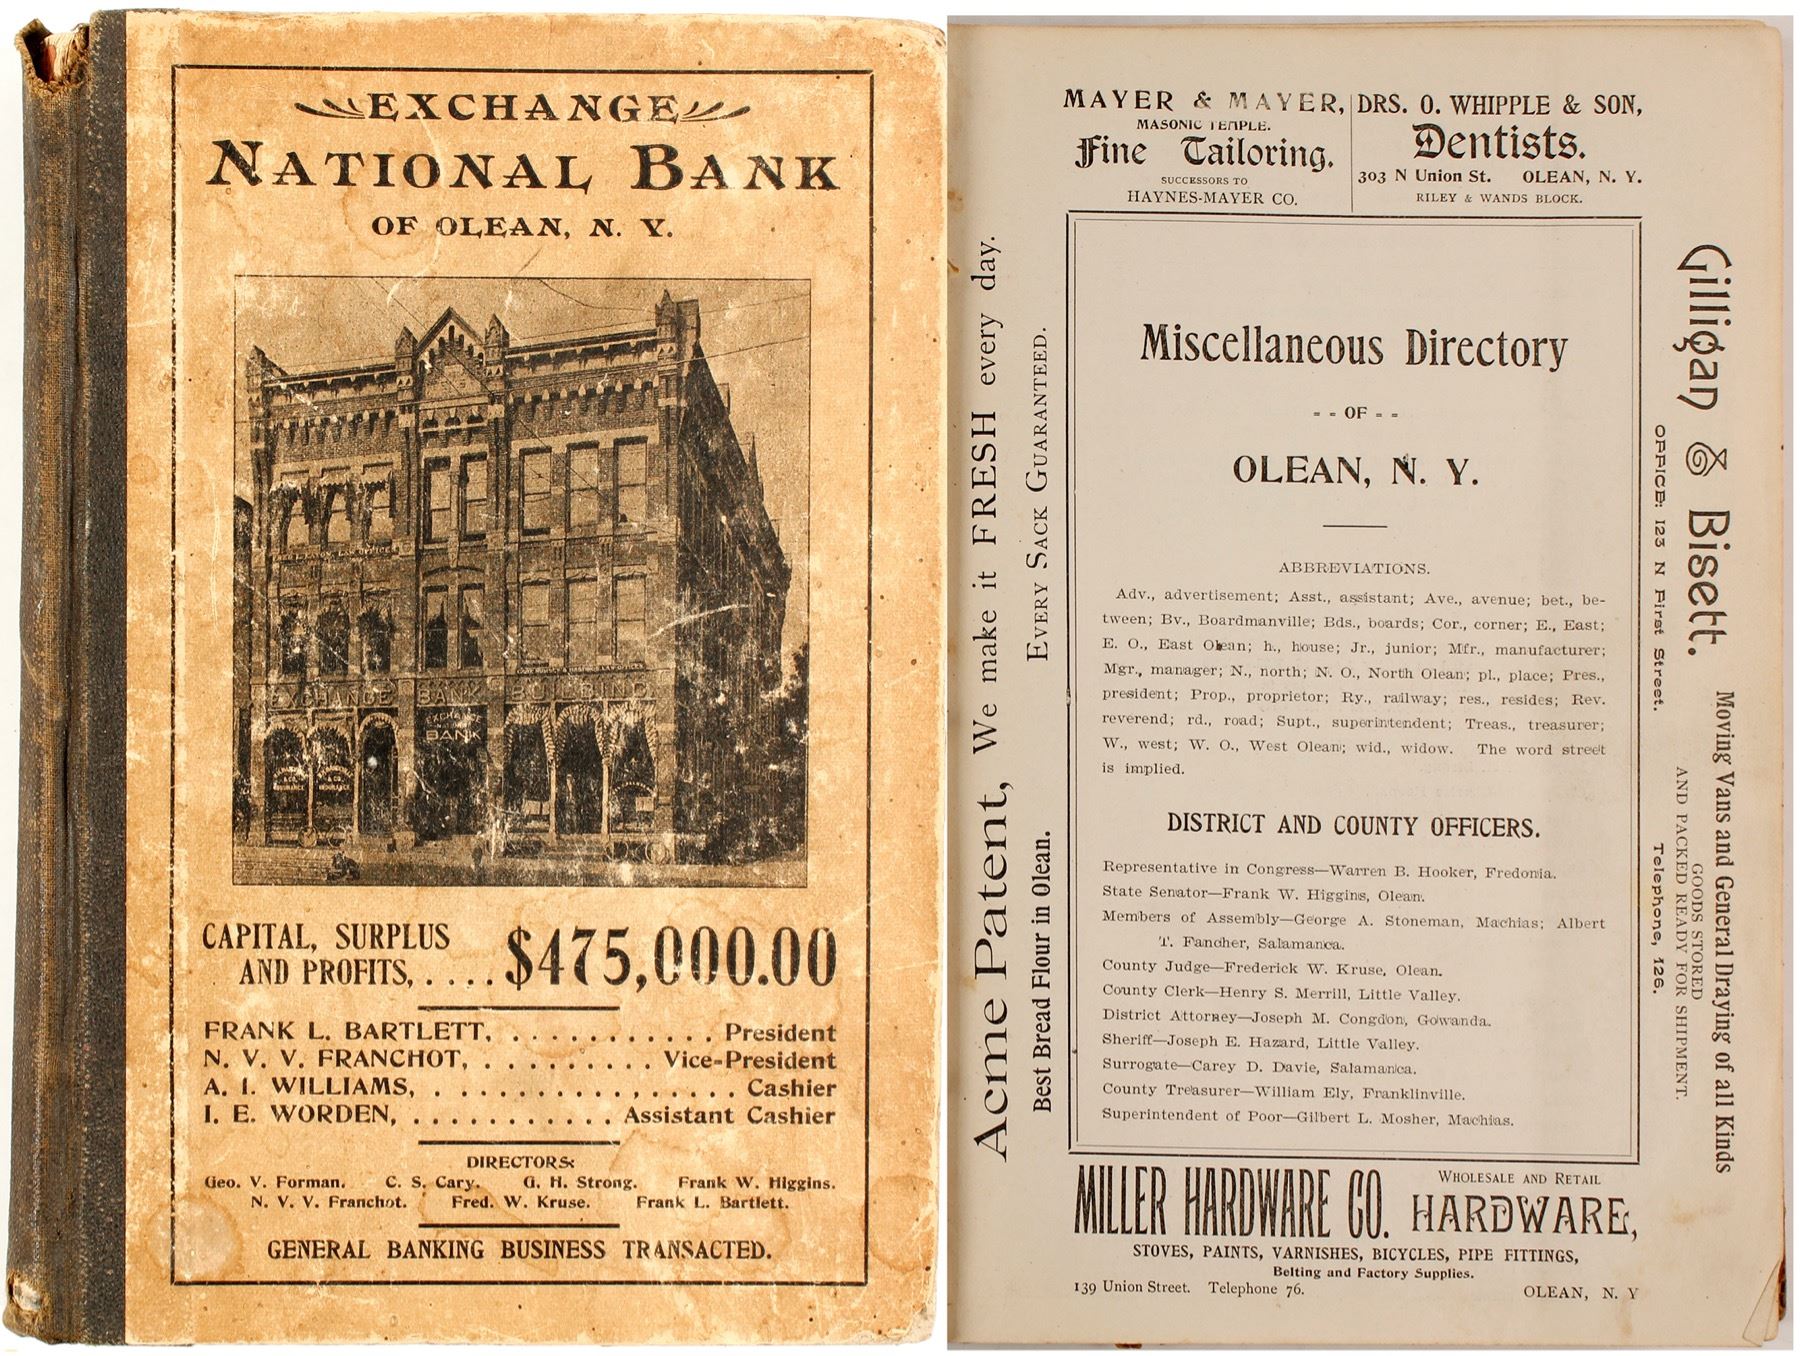 EXCHANGE
NATIONAL BANK
OF OLEAN, N. Y.
EXCHANGE BANK BUILDING
EXCHANGE
BANK
CAPITAL, SURPLUS
AND PROFITS, . . . . . $475,000.00
FRANK L. BARTLETT, . . . . . . . . . . . . President
N. V. V. FRANCHOT, . . . . . . . . . . Vice-President
A. I. WILLIAMS, . . . . . . . . . . . . . . . . Cashier
I. E. WORDEN, . . . . . . . . . . . . Assistant Cashier
DIRECTORS:
Geo. V. Forman. C. S. Cary. G. H. Strong. Frank W. Higgins.
N. V. V. Franchot. Fred. W. Kruse. Frank L. Bartlett.
GENERAL BANKING BUSINESS TRANSACTED.
MAYER & MAYER,
MASONIC TEMPLE.
Fine Tailoring.
SUCCESSORS TO
HAYNES-MAYER CO.
DRS. O. WHIPPLE & SON,
Dentists.
303 N Union St. OLEAN, N. Y.
RILEY & WANDS BLOCK.
Acme Patent, We make it FRESH every day.
Best Bread Flour in Olean. EVERY SACK GUARANTEED.
Miscellaneous Directory
- - OF - -
OLEAN, N. Y.
ABBREVIATIONS.
Adv., advertisement; Asst., assistant; Ave., avenue; bet., be-
tween; Bv., Boardmanville; Bds., boards; Cor., corner; E., East;
E. O., East Olean; h., house; Jr., junior; Mfr., manufacturer;
Mgr., manager; N., north; N. O., North Olean; pl., place; Pres.,
president; Prop., proprietor; Ry., railway; res., resides; Rev.
reverend; rd., road; Supt., superintendent; Treas., treasurer;
W., west; W. O., West Olean; wid., widow. The word street
is implied.
DISTRICT AND COUNTY OFFICERS.
Representative in Congress—Warren B. Hooker, Fredonia.
State Senator—Frank W. Higgins, Olean.
Members of Assembly—George A. Stoneman, Machias; Albert
T. Fancher, Salamanca.
County Judge—Frederick W. Kruse, Olean.
County Clerk—Henry S. Merrill, Little Valley.
District Attorney—Joseph M. Congdon, Gowanda.
Sheriff—Joseph E. Hazard, Little Valley.
Surrogate—Carey D. Davie, Salamanca.
County Treasurer—William Ely, Franklinville.
Superintendent of Poor—Gilbert L. Mosher, Machias.
Gilligan & Bisett. Moving Vans and General Draying of all Kinds
GOODS STORED
AND PACKED READY FOR SHIPMENT.
OFFICE: 123 N First Street. Telephone, 126.
MILLER HARDWARE CO. WHOLESALE AND RETAIL
HARDWARE,
STOVES, PAINTS, VARNISHES, BICYCLES, PIPE FITTINGS,
Belting and Factory Supplies.
139 Union Street. Telephone 76. OLEAN, N. Y